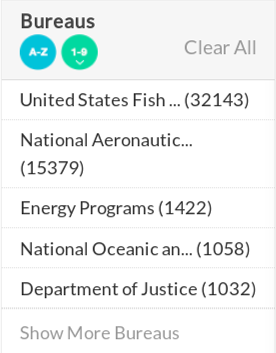 Bureaus
A-Z 1-9 Clear All
United States Fish ... (32143)
National Aeronautic...
(15379)
Energy Programs (1422)
National Oceanic an... (1058)
Department of Justice (1032)
Show More Bureaus